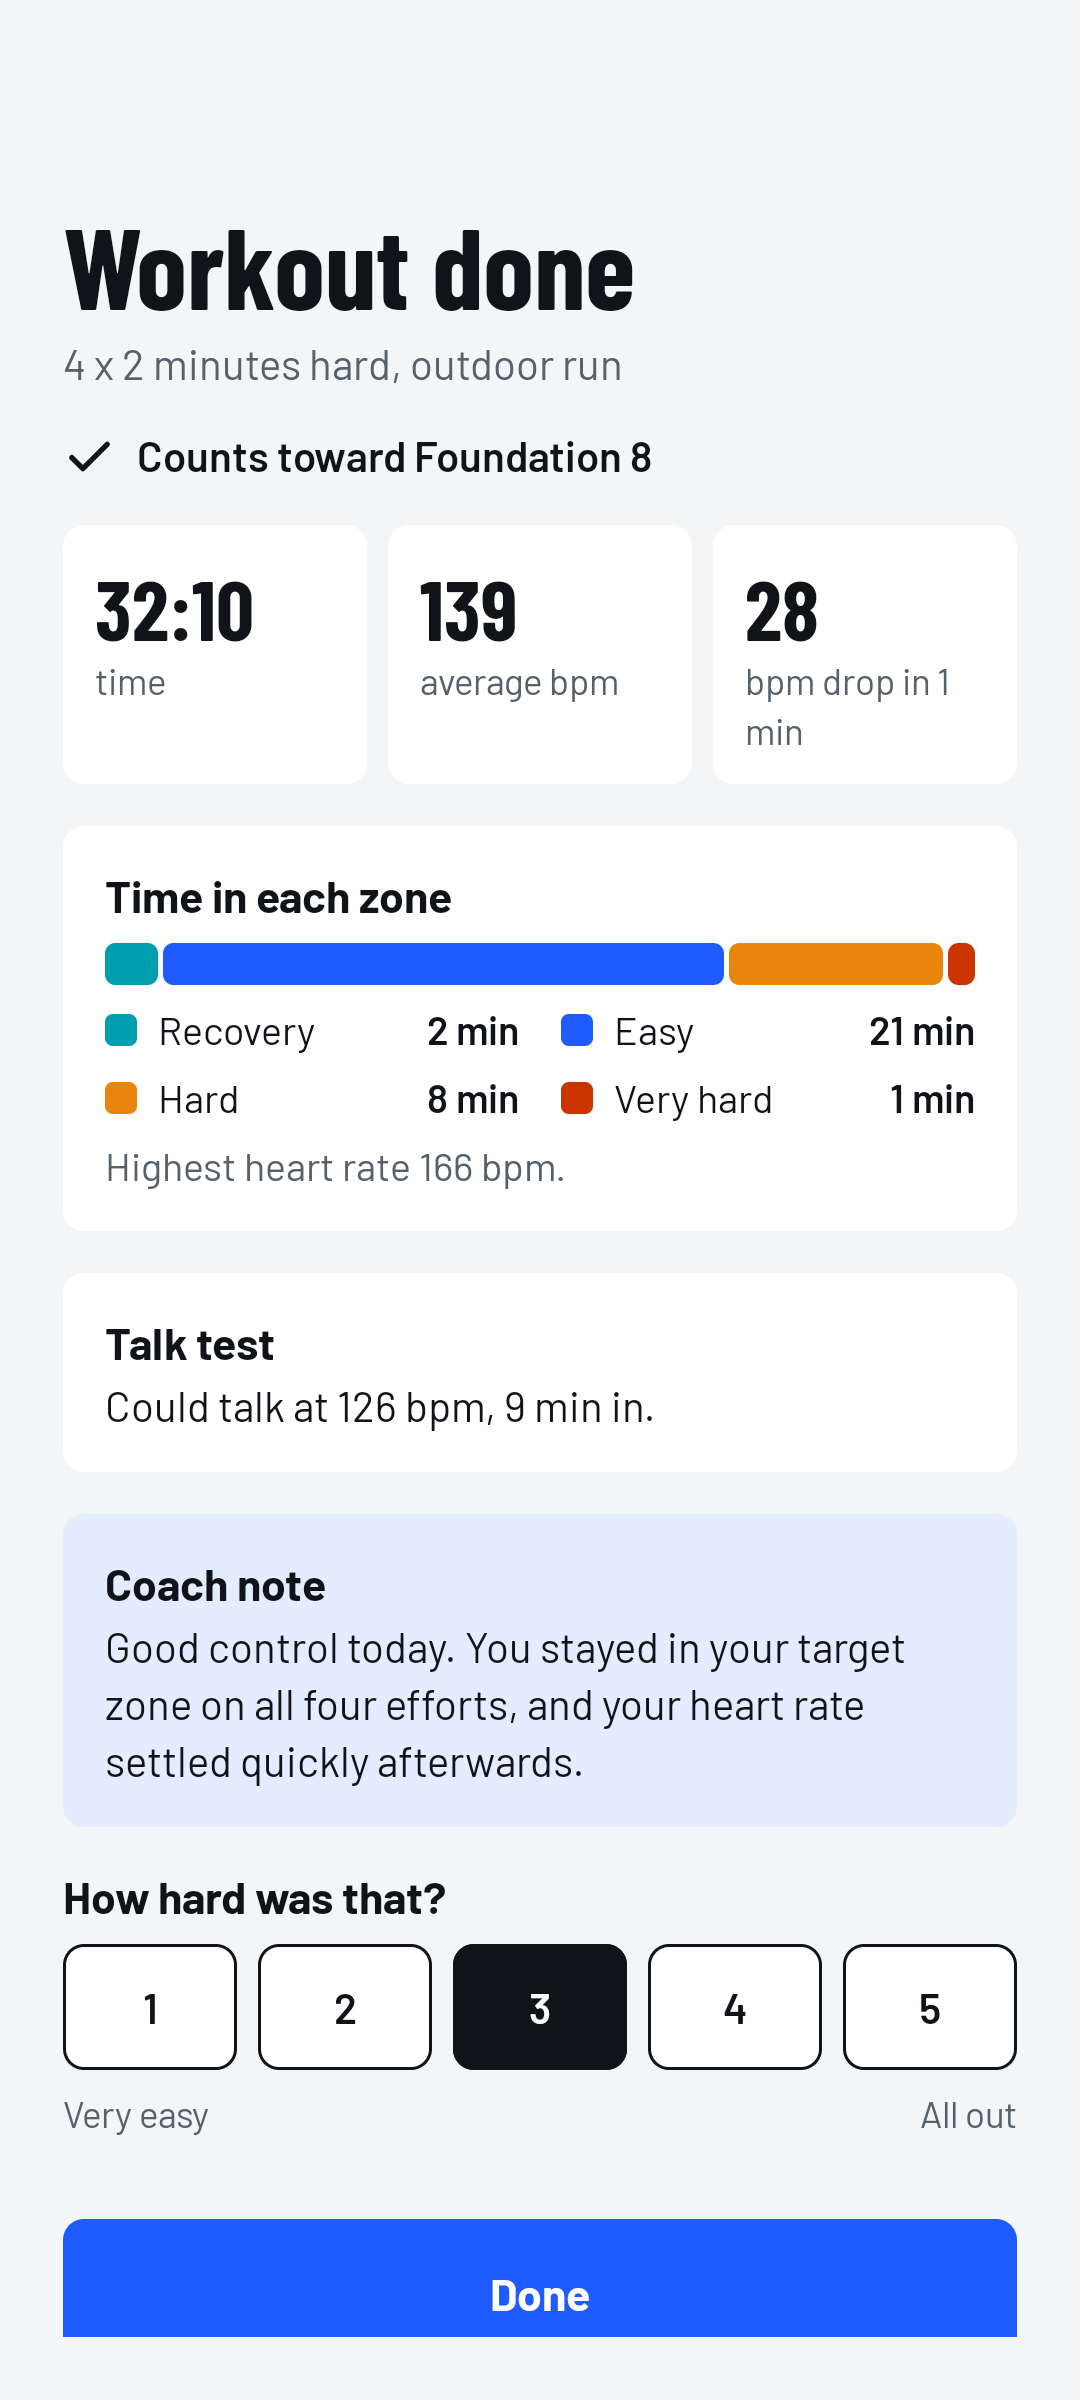 Workout done
4 x 2 minutes hard, outdoor run
Counts toward Foundation 8
32:10
time
139
average bpm
28
bpm drop in 1
min
Time in each zone
Recovery 2 min
Easy 21 min
Hard 8 min
Very hard 1 min
Highest heart rate 166 bpm.
Talk test
Could talk at 126 bpm, 9 min in.
Coach note
Good control today. You stayed in your target
zone on all four efforts, and your heart rate
settled quickly afterwards.
How hard was that?
1 2 3 4 5
Very easy All out
Done